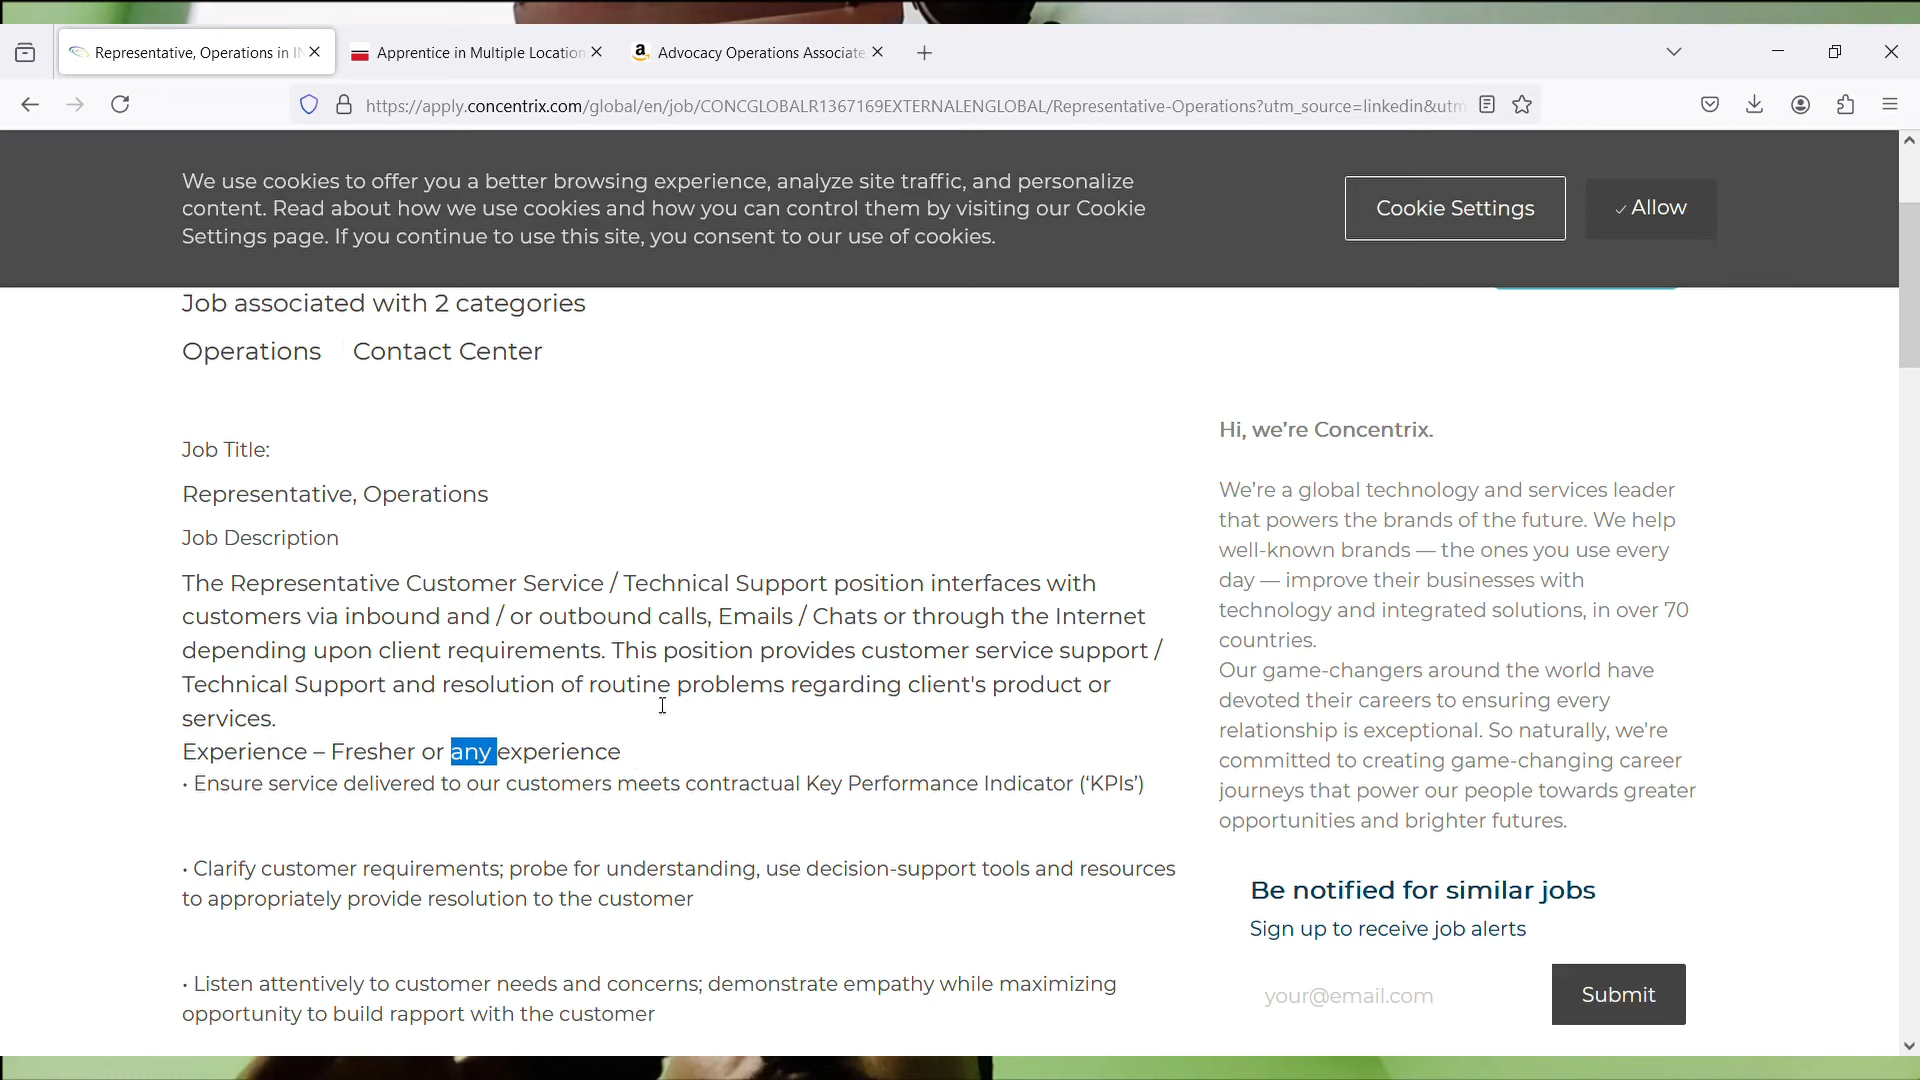 Representative, Operations in IN
Apprentice in Multiple Location
Advocacy Operations Associate
https://apply.concentrix.com/global/en/job/CONCGLOBALR1367169EXTERNALENGLOBAL/Representative-Operations?utm_source=linkedin&utm
We use cookies to offer you a better browsing experience, analyze site traffic, and personalize
content. Read about how we use cookies and how you can control them by visiting our Cookie
Settings page. If you continue to use this site, you consent to our use of cookies.
Cookie Settings
Allow
Job associated with 2 categories
Operations
Contact Center
Job Title:
Representative, Operations
Job Description
The Representative Customer Service / Technical Support position interfaces with
customers via inbound and / or outbound calls, Emails / Chats or through the Internet
depending upon client requirements. This position provides customer service support /
Technical Support and resolution of routine problems regarding client's product or
services.
Experience – Fresher or any experience
• Ensure service delivered to our customers meets contractual Key Performance Indicator (‘KPIs’)
• Clarify customer requirements; probe for understanding, use decision-support tools and resources
to appropriately provide resolution to the customer
• Listen attentively to customer needs and concerns; demonstrate empathy while maximizing
opportunity to build rapport with the customer
Hi, we’re Concentrix.
We’re a global technology and services leader
that powers the brands of the future. We help
well-known brands — the ones you use every
day — improve their businesses with
technology and integrated solutions, in over 70
countries.
Our game-changers around the world have
devoted their careers to ensuring every
relationship is exceptional. So naturally, we're
committed to creating game-changing career
journeys that power our people towards greater
opportunities and brighter futures.
Be notified for similar jobs
Sign up to receive job alerts
your@email.com
Submit